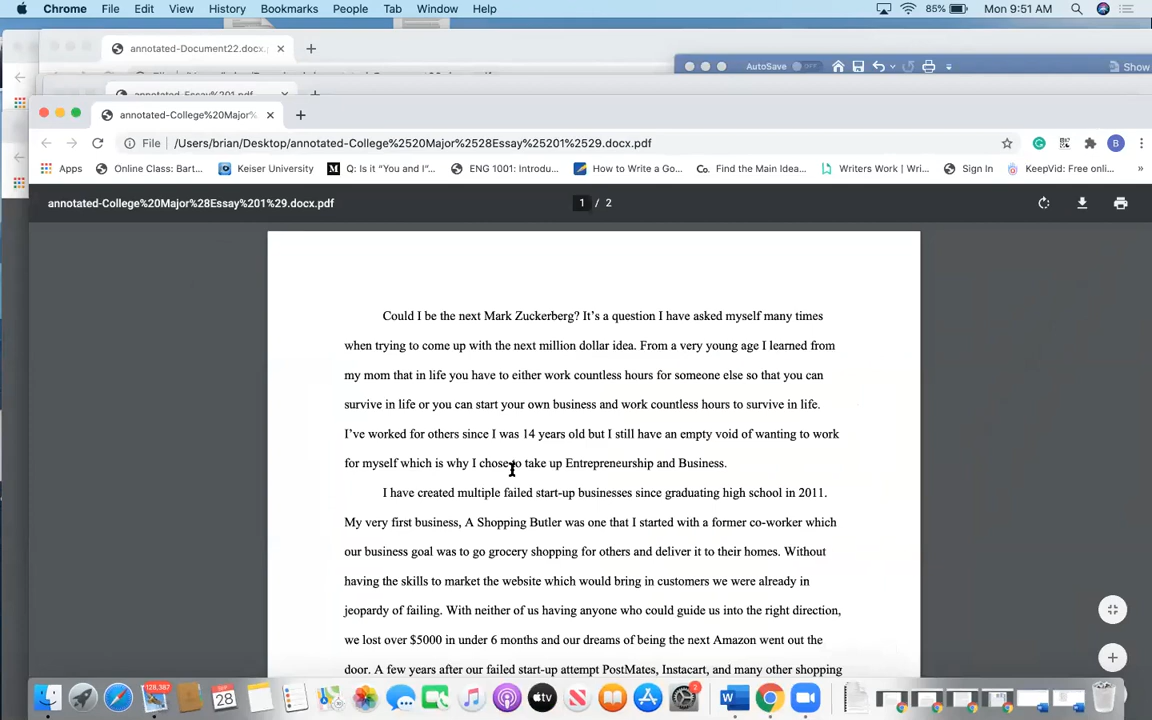 Chrome File Edit View History Bookmarks People Tab Window Help 85% Mon 9:51 AM
annotated-Document22.docx.
AutoSave OFF Show
annotated-Essay%201.pdf
annotated-College%20Major%
File /Users/brian/Desktop/annotated-College%2520Major%2528Essay%25201%2529.docx.pdf B
Apps Online Class: Bart... Keiser University Q: Is it “You and I”... ENG 1001: Introdu... How to Write a Go... Co. Find the Main Idea... Writers Work | Wri... Sign In KeepVid: Free onli... »
annotated-College%20Major%28Essay%201%29.docx.pdf 1 / 2
Could I be the next Mark Zuckerberg? It’s a question I have asked myself many times
when trying to come up with the next million dollar idea. From a very young age I learned from
my mom that in life you have to either work countless hours for someone else so that you can
survive in life or you can start your own business and work countless hours to survive in life.
I’ve worked for others since I was 14 years old but I still have an empty void of wanting to work
for myself which is why I chose to take up Entrepreneurship and Business.
I have created multiple failed start-up businesses since graduating high school in 2011.
My very first business, A Shopping Butler was one that I started with a former co-worker which
our business goal was to go grocery shopping for others and deliver it to their homes. Without
having the skills to market the website which would bring in customers we were already in
jeopardy of failing. With neither of us having anyone who could guide us into the right direction,
we lost over $5000 in under 6 months and our dreams of being the next Amazon went out the
door. A few years after our failed start-up attempt PostMates, Instacart, and many other shopping
128,387 SEP 28 tv 2